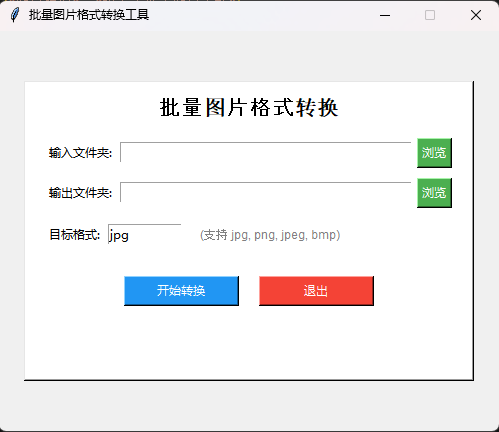 批量图片格式转换工具
批量图片格式转换
输入文件夹: 浏览
输出文件夹: 浏览
目标格式: jpg (支持 jpg, png, jpeg, bmp)
开始转换 退出